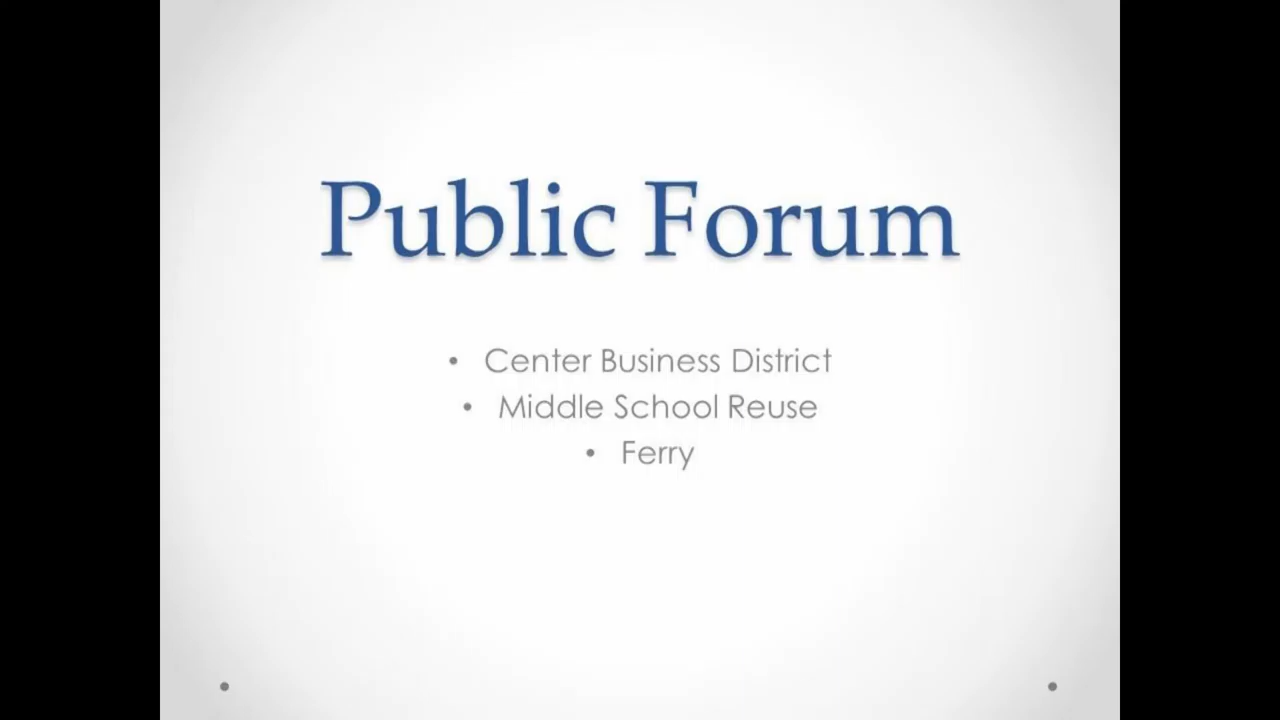 Public Forum
• Center Business District
• Middle School Reuse
• Ferry